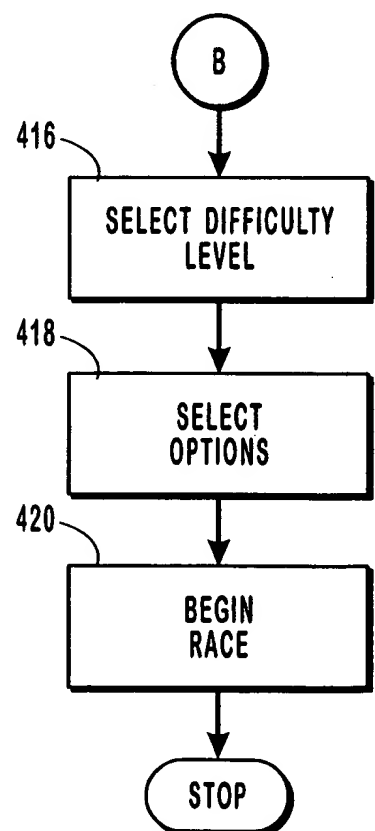 B
416
SELECT DIFFICULTY
LEVEL
418
SELECT
OPTIONS
420
BEGIN
RACE
STOP